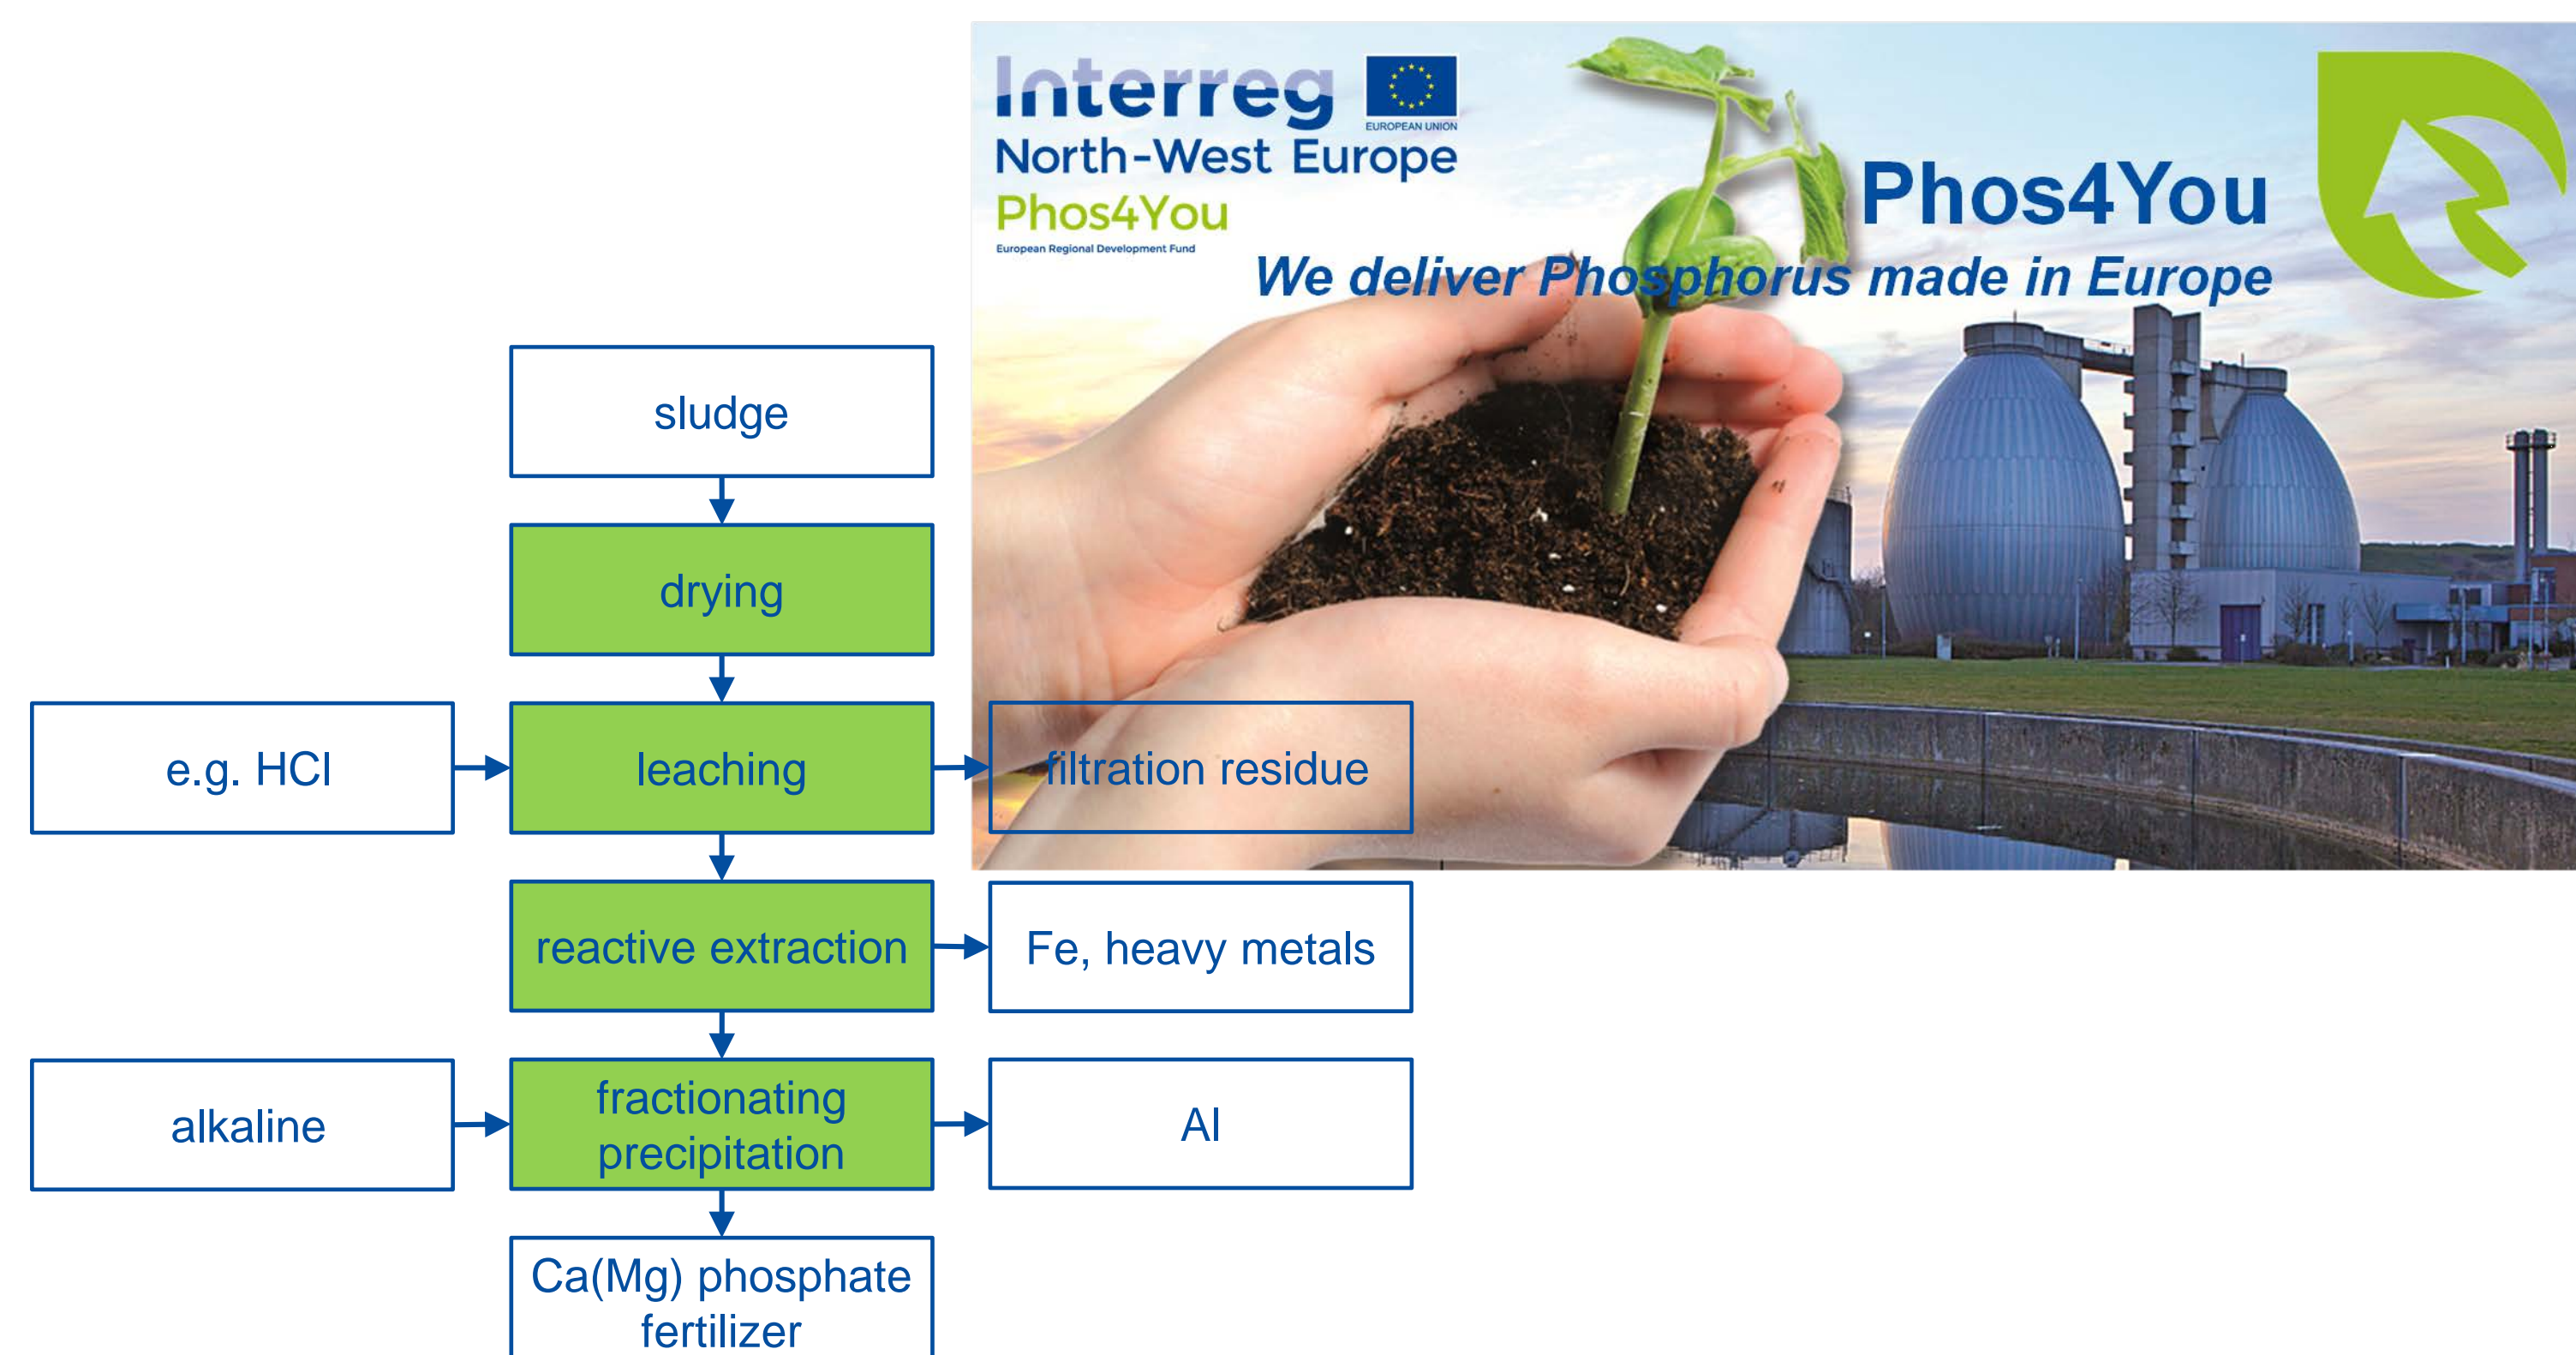 Interreg
EUROPEAN UNION
North-West Europe
Phos4You
European Regional Development Fund
Phos4You
We deliver Phosphorus made in Europe
sludge
drying
e.g. HCl
leaching
filtration residue
reactive extraction
Fe, heavy metals
alkaline
fractionating
precipitation
Al
Ca(Mg) phosphate
fertilizer